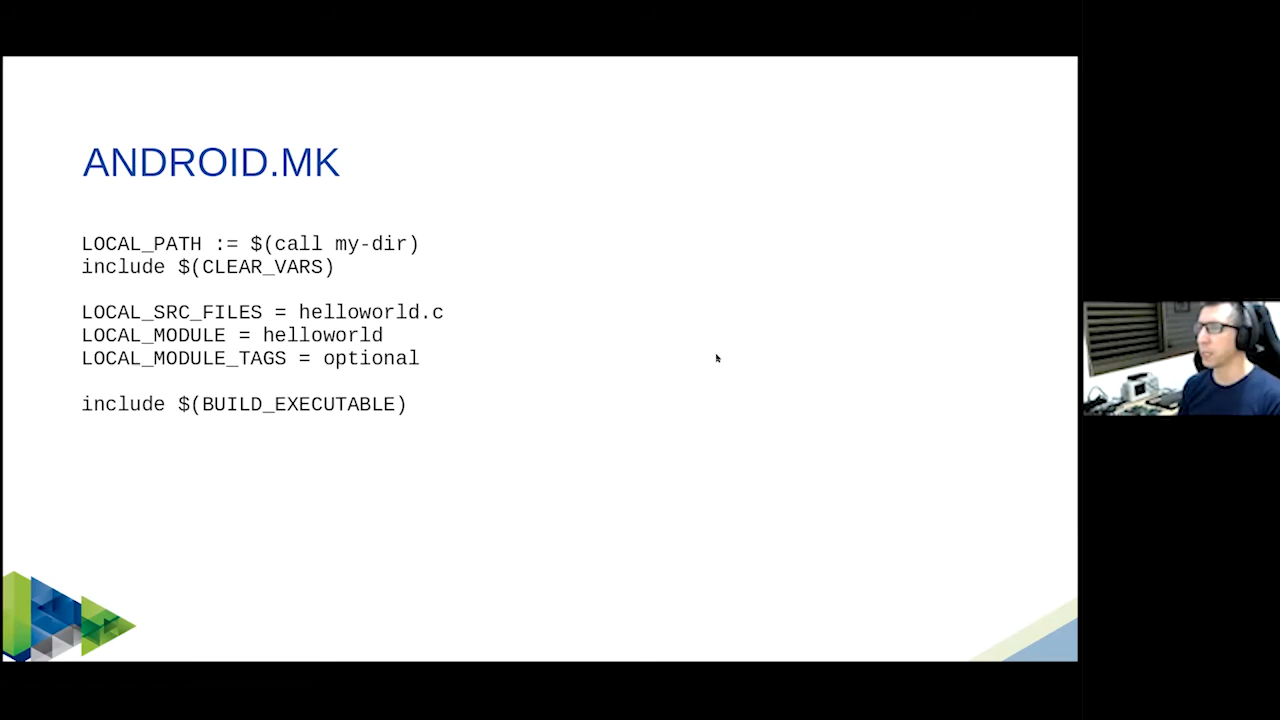 ANDROID.MK
LOCAL_PATH := $(call my-dir)
include $(CLEAR_VARS)
LOCAL_SRC_FILES = helloworld.c
LOCAL_MODULE = helloworld
LOCAL_MODULE_TAGS = optional
include $(BUILD_EXECUTABLE)